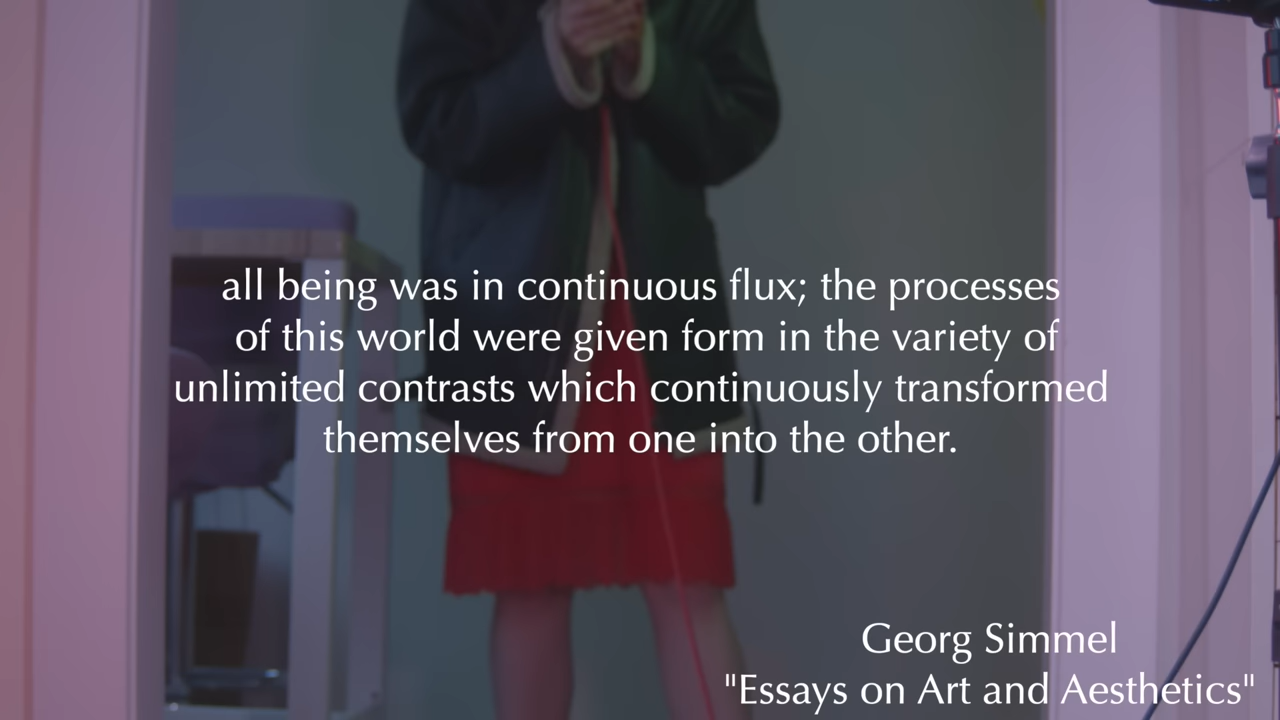 all being was in continuous flux; the processes
of this world were given form in the variety of
unlimited contrasts which continuously transformed
themselves from one into the other.
Georg Simmel
"Essays on Art and Aesthetics"